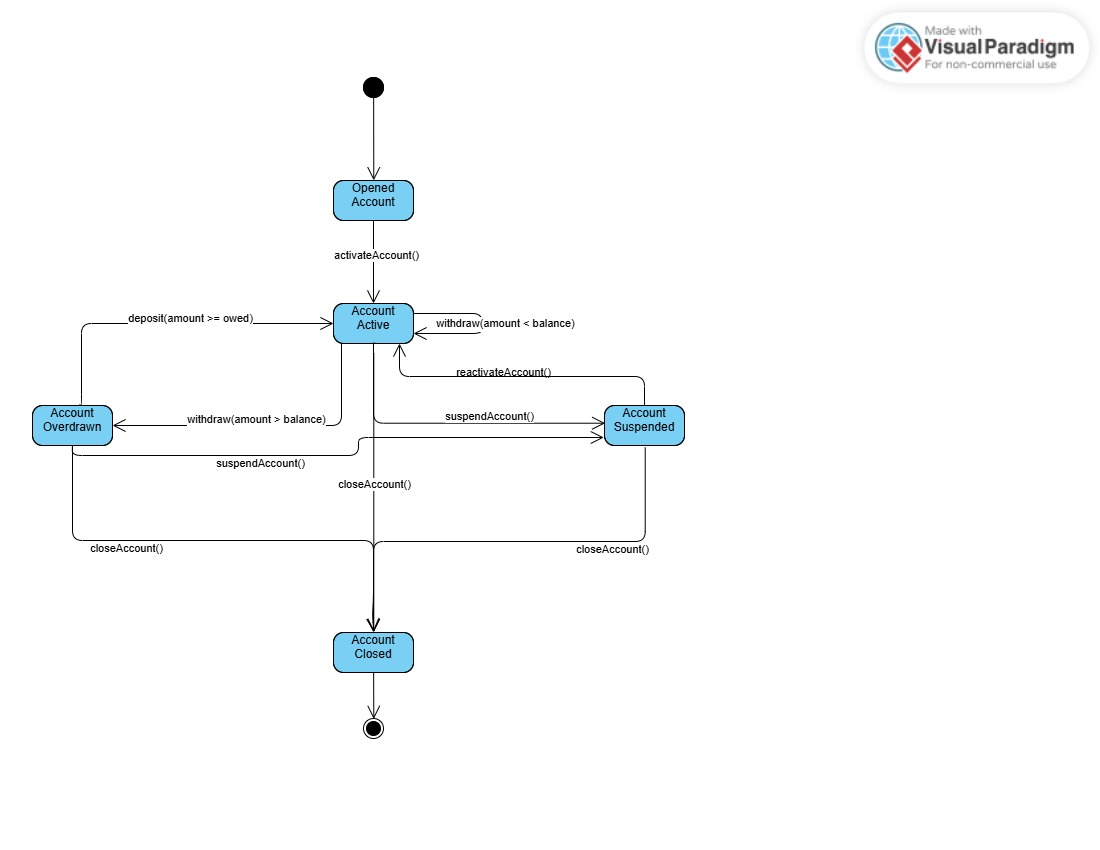 Made with
Visual Paradigm
For non-commercial use
Opened
Account
activateAccount()
Account
Active
deposit(amount >= owed)
withdraw(amount < balance)
reactivateAccount()
Account
Overdrawn
withdraw(amount > balance)
suspendAccount()
Account
Suspended
suspendAccount()
closeAccount()
closeAccount()
closeAccount()
Account
Closed